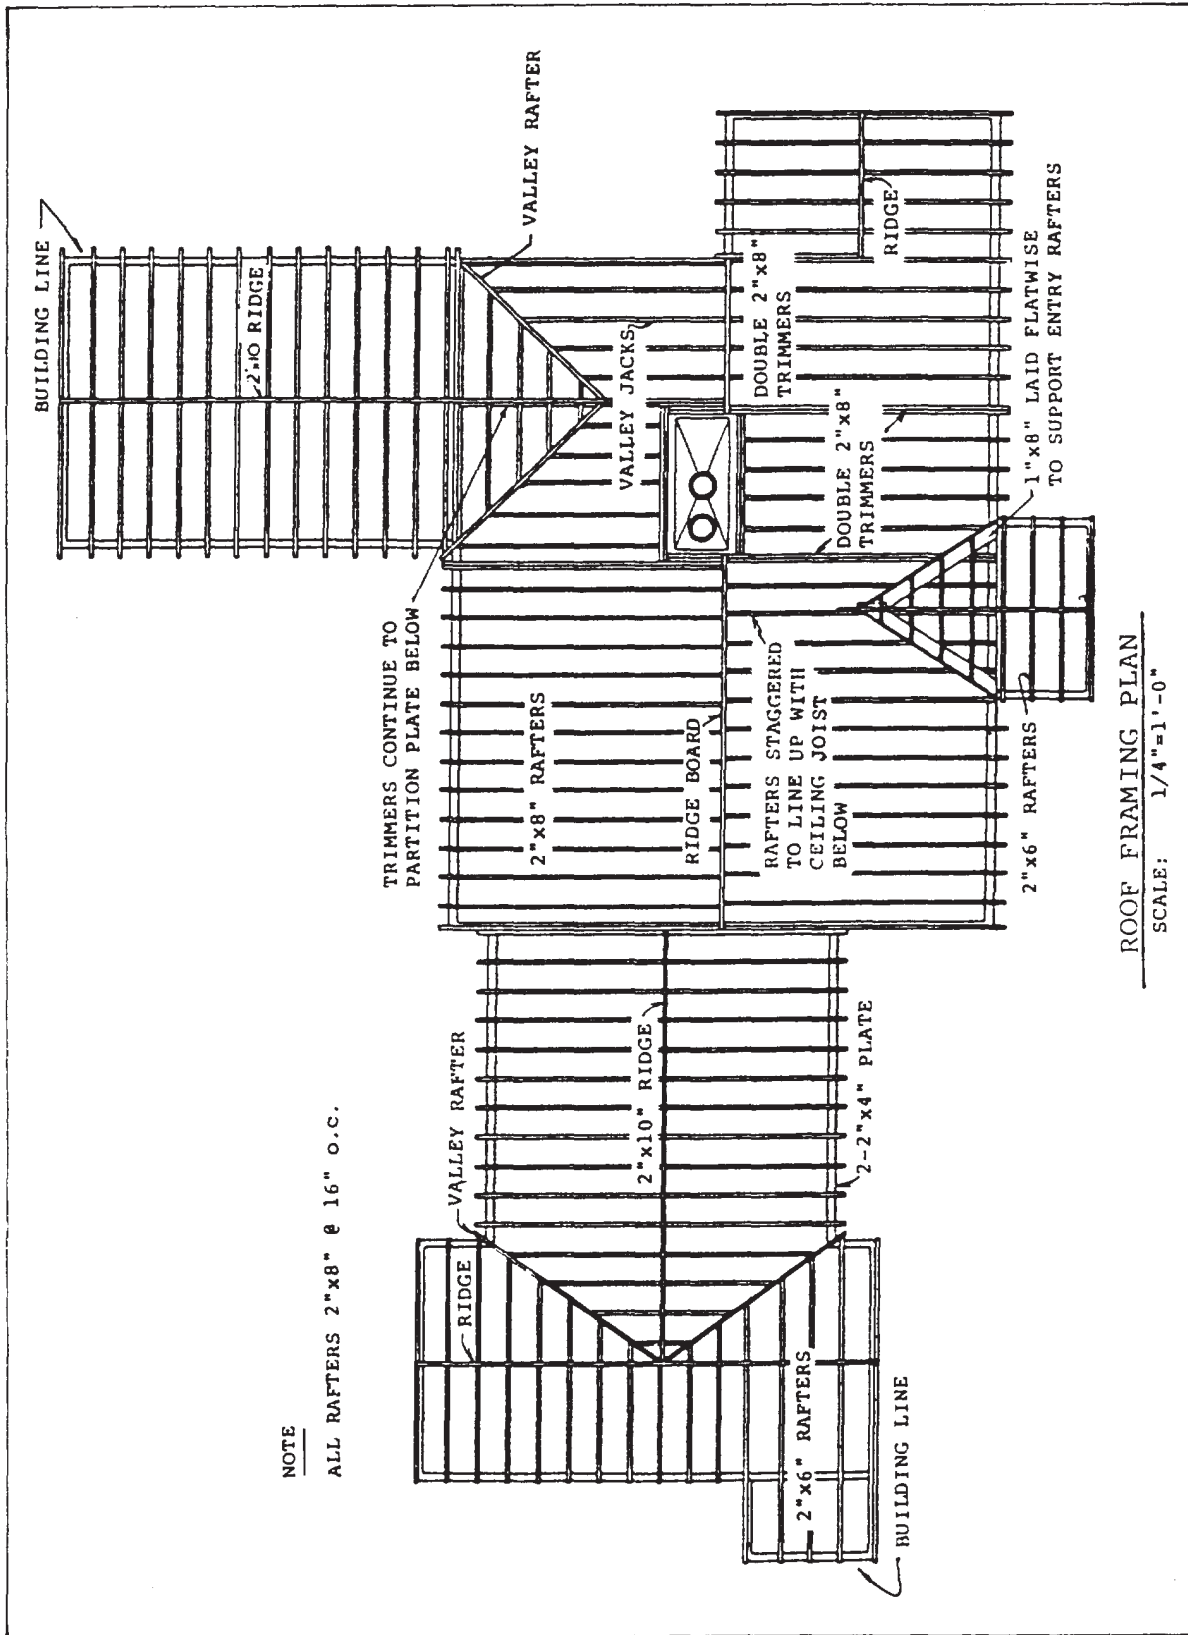 NOTE
ALL RAFTERS 2"x8" @ 16" o.c.
BUILDING LINE
2"x10 RIDGE
VALLEY RAFTER
TRIMMERS CONTINUE TO
PARTITION PLATE BELOW
VALLEY JACKS
2"x8" RAFTERS
DOUBLE 2"x8"
TRIMMERS
RIDGE
VALLEY RAFTER
RIDGE
2"x10" RIDGE
RIDGE BOARD
RAFTERS STAGGERED
TO LINE UP WITH
CEILING JOIST
BELOW
DOUBLE 2"x8"
TRIMMERS
2"x6" RAFTERS
2-2"x4" PLATE
BUILDING LINE
2"x6" RAFTERS
1"x8" LAID FLATWISE
TO SUPPORT ENTRY RAFTERS
ROOF FRAMING PLAN
SCALE: 1/4"=1'-0"